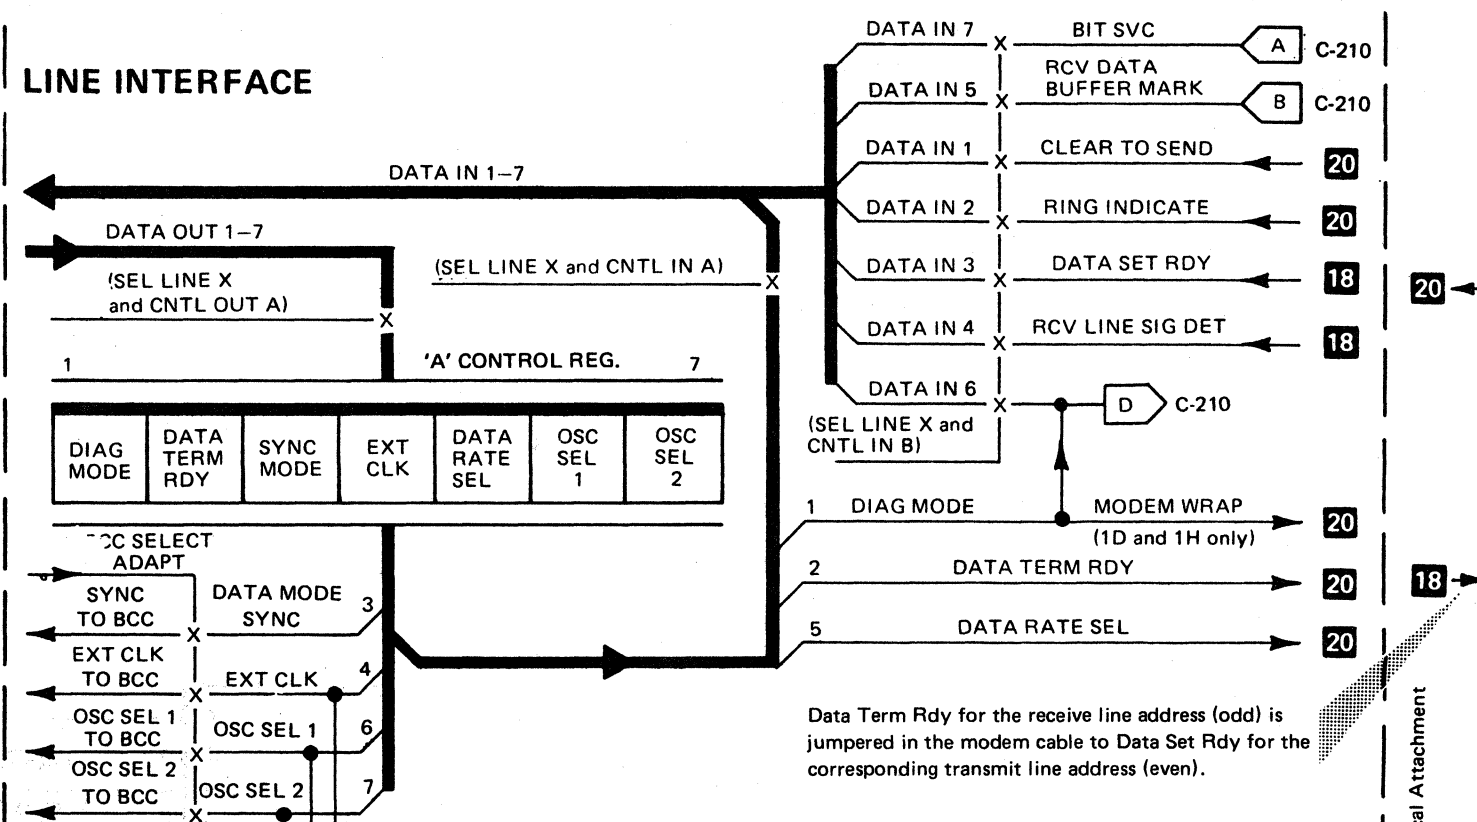 LINE INTERFACE
DATA IN 7
BIT SVC
A
C-210
DATA IN 5
RCV DATA
BUFFER MARK
B
C-210
DATA IN 1
CLEAR TO SEND
20
DATA IN 2
RING INDICATE
20
DATA IN 3
DATA SET RDY
18
DATA IN 4
RCV LINE SIG DET
18
DATA IN 6
D
C-210
(SEL LINE X and
CNTL IN B)
DATA IN 1–7
DATA OUT 1–7
(SEL LINE X
and CNTL OUT A)
(SEL LINE X and CNTL IN A)
X
X
X
X
X
X
X
X
X
1
'A' CONTROL REG.
7
DIAG
MODE
DATA
TERM
RDY
SYNC
MODE
EXT
CLK
DATA
RATE
SEL
OSC
SEL
1
OSC
SEL
2
1
DIAG MODE
MODEM WRAP
(1D and 1H only)
20
2
DATA TERM RDY
20
5
DATA RATE SEL
20
SELECT
ADAPT
SYNC
TO BCC
X
DATA MODE
SYNC
3
EXT CLK
TO BCC
X
EXT CLK
4
OSC SEL 1
TO BCC
X
OSC SEL 1
6
OSC SEL 2
TO BCC
X
OSC SEL 2
7
Data Term Rdy for the receive line address (odd) is
jumpered in the modem cable to Data Set Rdy for the
corresponding transmit line address (even).
20
18
Attachment